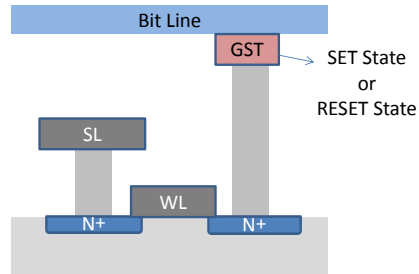 Bit Line
GST
SET State
or
RESET State
SL
WL
N+
N+